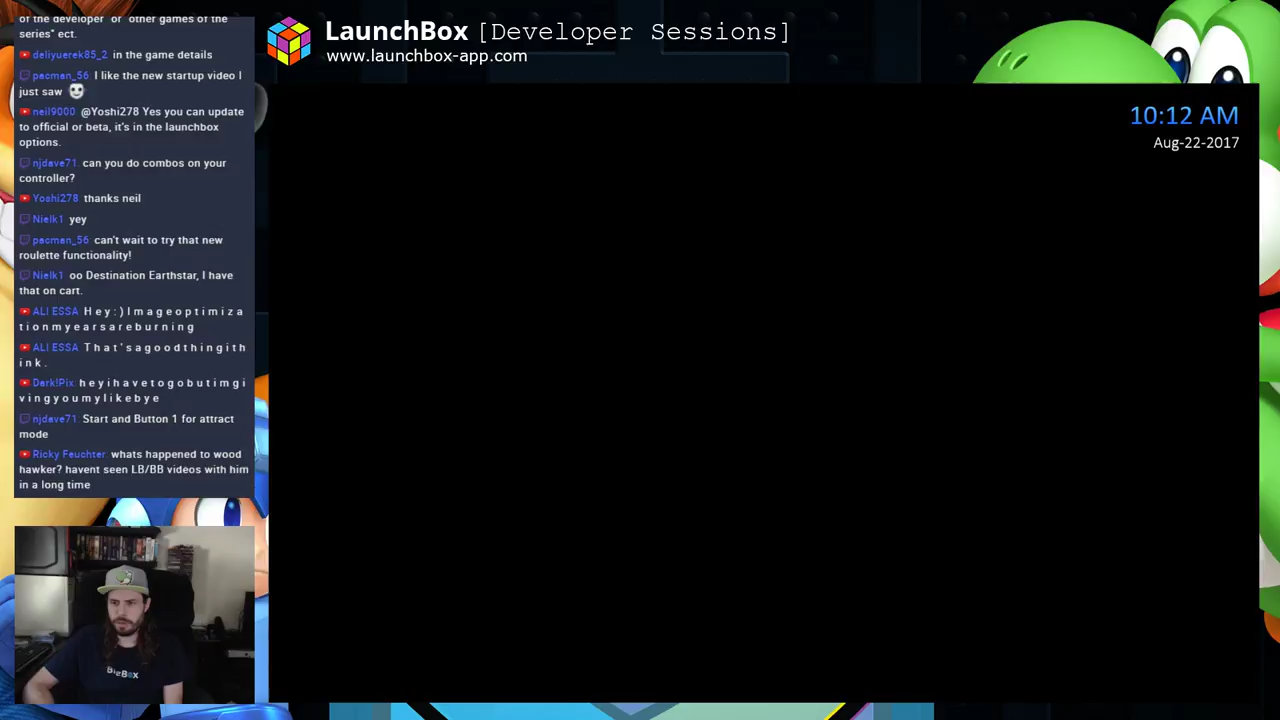 of the developer" or "other games of the
series" ect.
deliyuerek85_2 in the game details
pacman_56 I like the new startup video I
just saw
neil9000 @Yoshi278 Yes you can update
to official or beta, it's in the launchbox
options.
njdave71 can you do combos on your
controller?
Yoshi278 thanks neil
Nielk1 yey
pacman_56 can't wait to try that new
roulette functionality!
Nielk1 oo Destination Earthstar, I have
that on cart.
ALI ESSA H e y : ) I m a g e o p t i m i z a
t i o n m y e a r s a r e b u r n i n g
ALI ESSA T h a t ' s a g o o d t h i n g i t h
i n k .
Dark!Pix h e y i h a v e t o g o b u t i m g i
v i n g y o u m y l i k e b y e
njdave71 Start and Button 1 for attract
mode
Ricky Feuchter whats happened to wood
hawker? havent seen LB/BB videos with him
in a long time
LaunchBox [Developer Sessions]
www.launchbox-app.com
10:12 AM
Aug-22-2017
BigBox